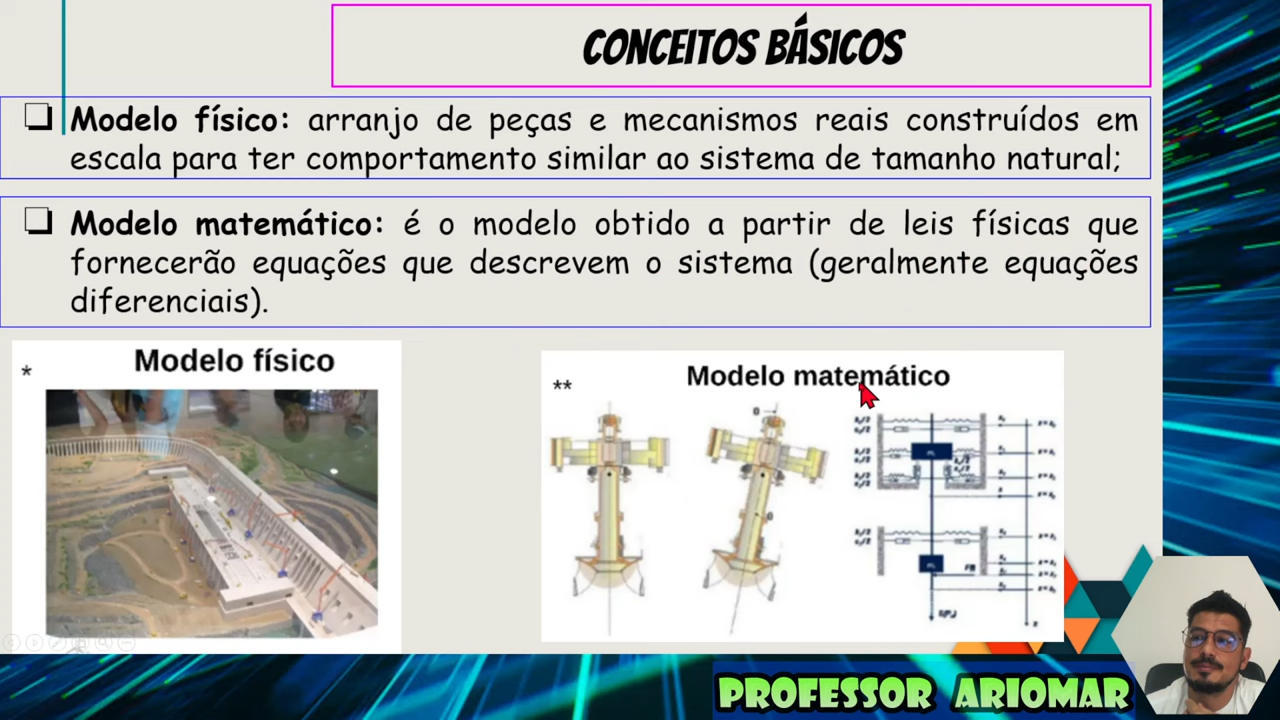 CONCEITOS BÁSICOS
❑ Modelo físico: arranjo de peças e mecanismos reais construídos em
escala para ter comportamento similar ao sistema de tamanho natural;
❑ Modelo matemático: é o modelo obtido a partir de leis físicas que
fornecerão equações que descrevem o sistema (geralmente equações
diferenciais).
* Modelo físico
** Modelo matemático
PROFESSOR ARIOMAR